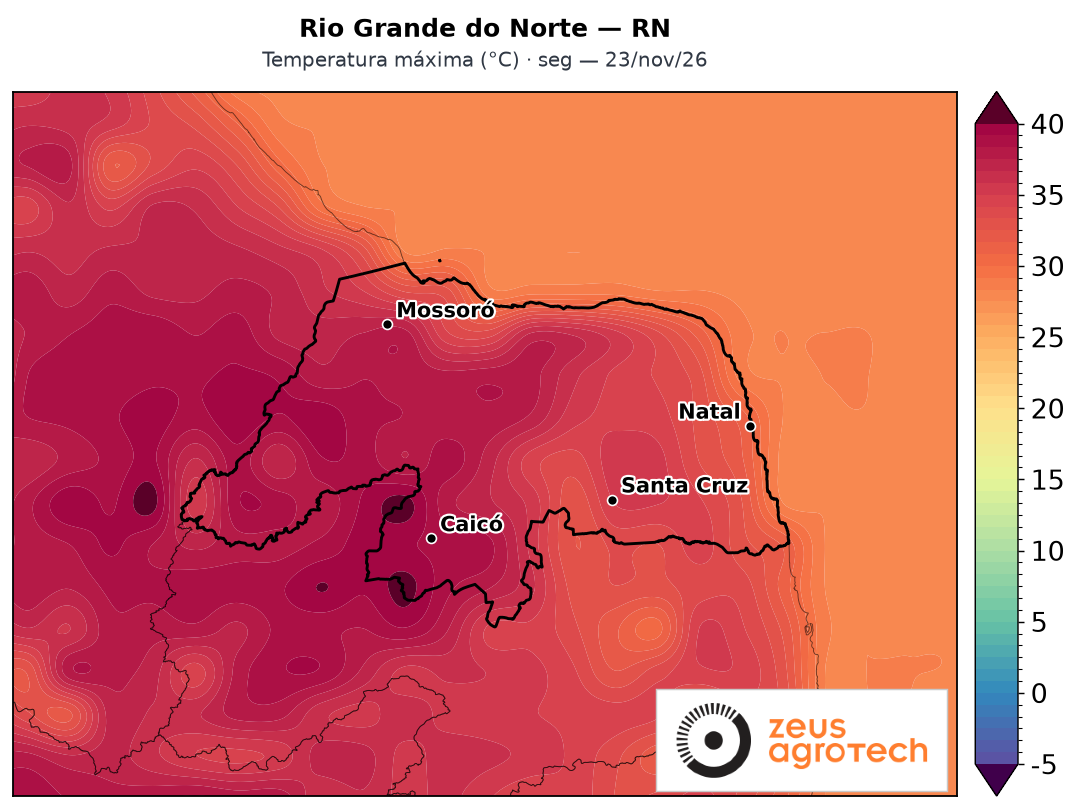 Rio Grande do Norte — RN
Temperatura máxima (°C) · seg — 23/nov/26
Mossoró
Natal
Santa Cruz
Caicó
40
35
30
25
20
15
10
5
0
-5
zeus
agrotech